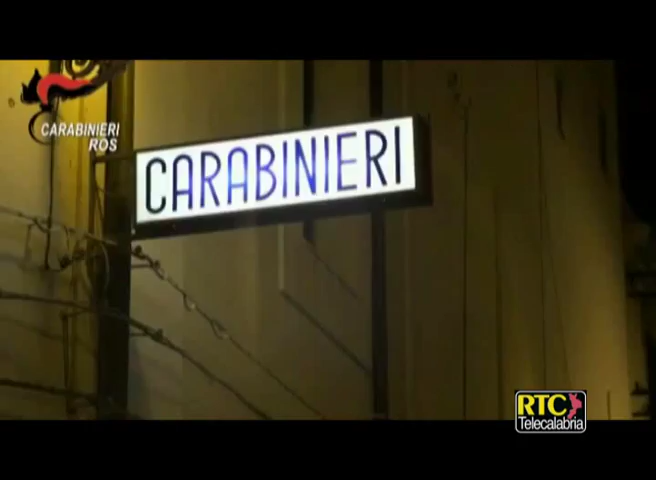 CARABINIERI
ROS
CARABINIERI
RTC
Telecalabria